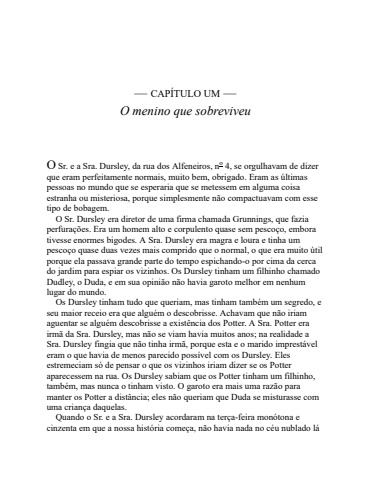 — CAPÍTULO UM —
O menino que sobreviveu
O Sr. e a Sra. Dursley, da rua dos Alfeneiros, nº 4, se orgulhavam de dizer
que eram perfeitamente normais, muito bem, obrigado. Eram as últimas
pessoas no mundo que se esperaria que se metessem em alguma coisa
estranha ou misteriosa, porque simplesmente não compactuavam com esse
tipo de bobagem.
O Sr. Dursley era diretor de uma firma chamada Grunnings, que fazia
perfurações. Era um homem alto e corpulento quase sem pescoço, embora
tivesse enormes bigodes. A Sra. Dursley era magra e loura e tinha um
pescoço quase duas vezes mais comprido que o normal, o que era muito útil
porque ela passava grande parte do tempo espichando-o por cima da cerca
do jardim para espiar os vizinhos. Os Dursley tinham um filhinho chamado
Dudley, o Duda, e em sua opinião não havia garoto melhor em nenhum
lugar do mundo.
Os Dursley tinham tudo que queriam, mas tinham também um segredo, e
seu maior receio era que alguém o descobrisse. Achavam que não iriam
aguentar se alguém descobrisse a existência dos Potter. A Sra. Potter era
irmã da Sra. Dursley, mas não se viam havia muitos anos; na realidade a
Sra. Dursley fingia que não tinha irmã, porque esta e o marido imprestável
eram o que havia de menos parecido possível com os Dursley. Eles
estremeciam só de pensar o que os vizinhos iriam dizer se os Potter
aparecessem na rua. Os Dursley sabiam que os Potter tinham um filhinho,
também, mas nunca o tinham visto. O garoto era mais uma razão para
manter os Potter a distância; eles não queriam que Duda se misturasse com
uma criança daquelas.
Quando o Sr. e a Sra. Dursley acordaram na terça-feira monótona e
cinzenta em que a nossa história começa, não havia nada no céu nublado lá